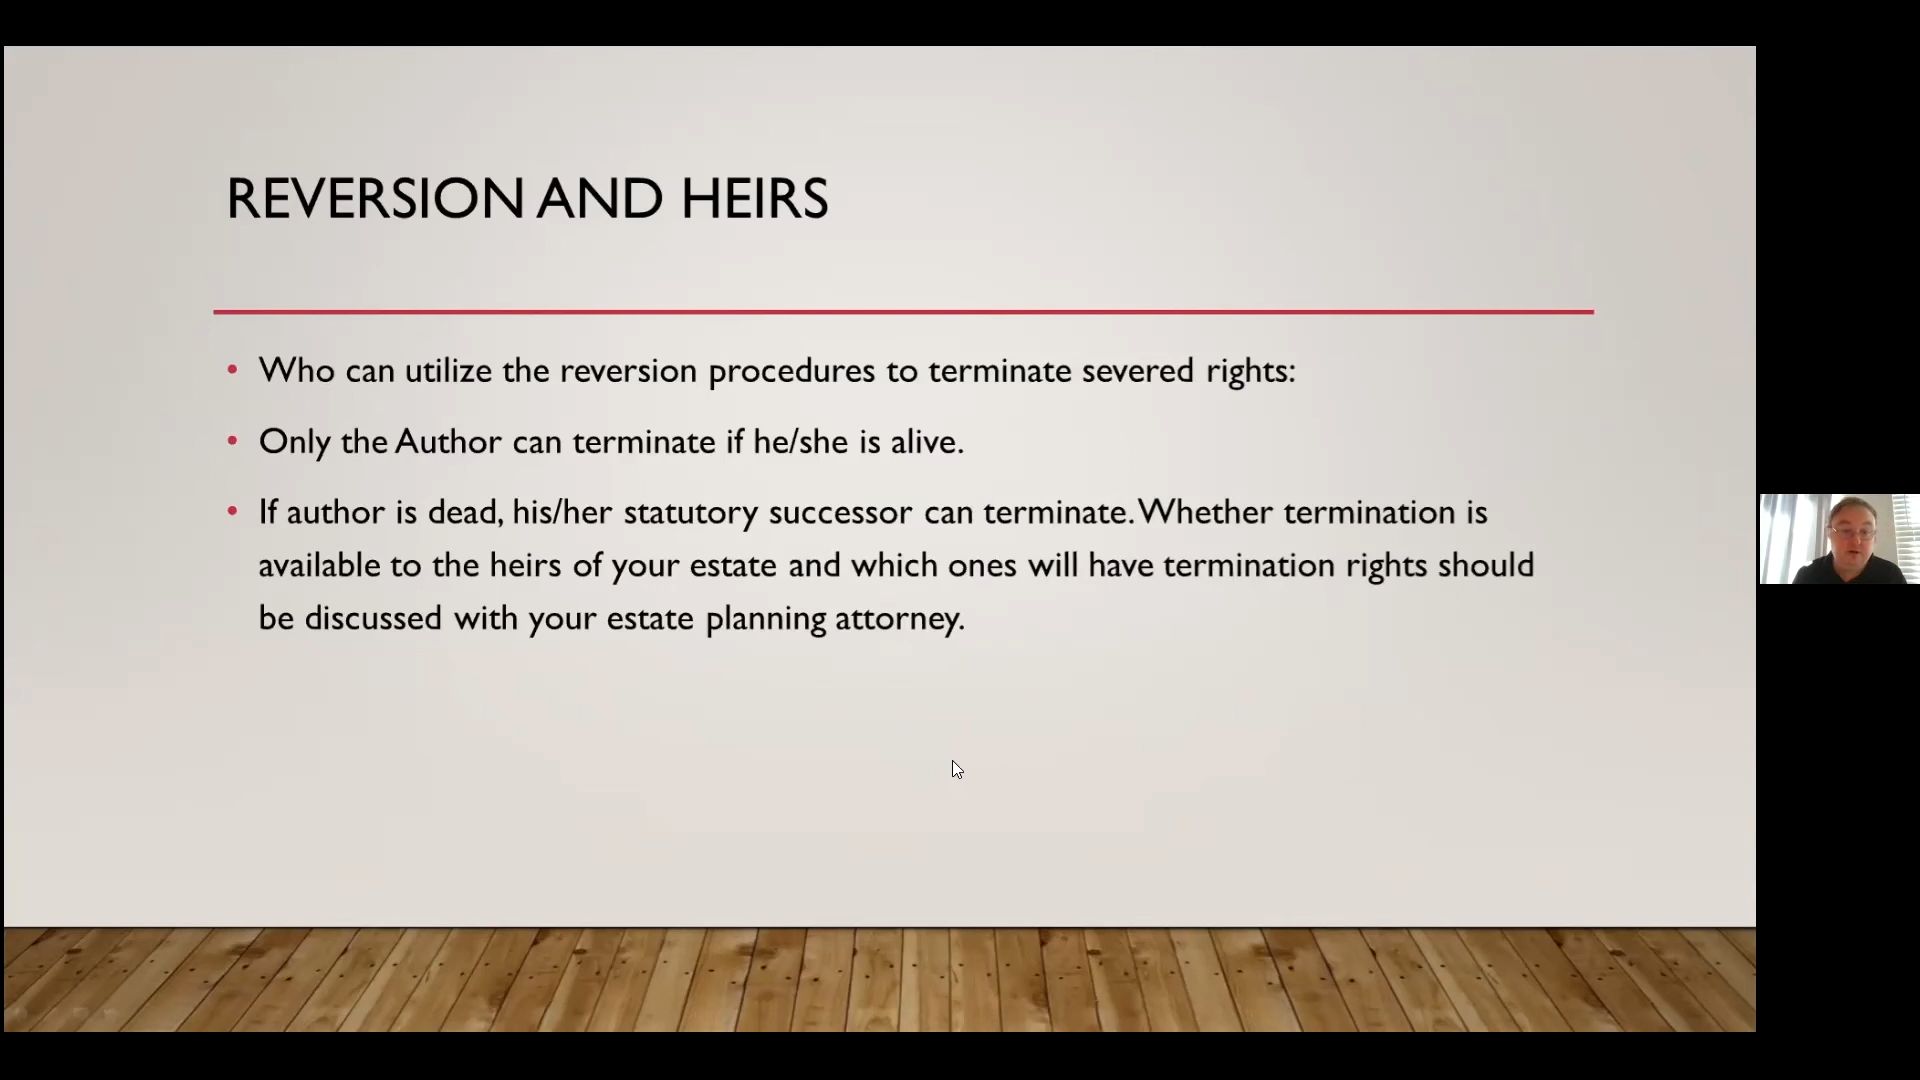 REVERSION AND HEIRS
• Who can utilize the reversion procedures to terminate severed rights:
• Only the Author can terminate if he/she is alive.
• If author is dead, his/her statutory successor can terminate. Whether termination is
available to the heirs of your estate and which ones will have termination rights should
be discussed with your estate planning attorney.